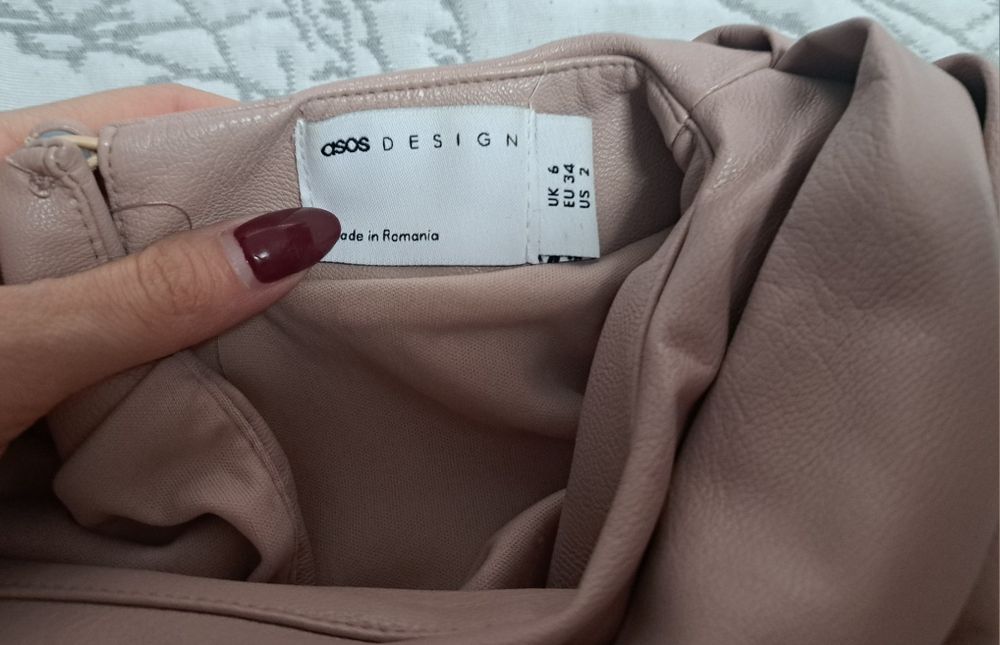 asos DESIGN
ade in Romania
UK 6
EU 34
US 2